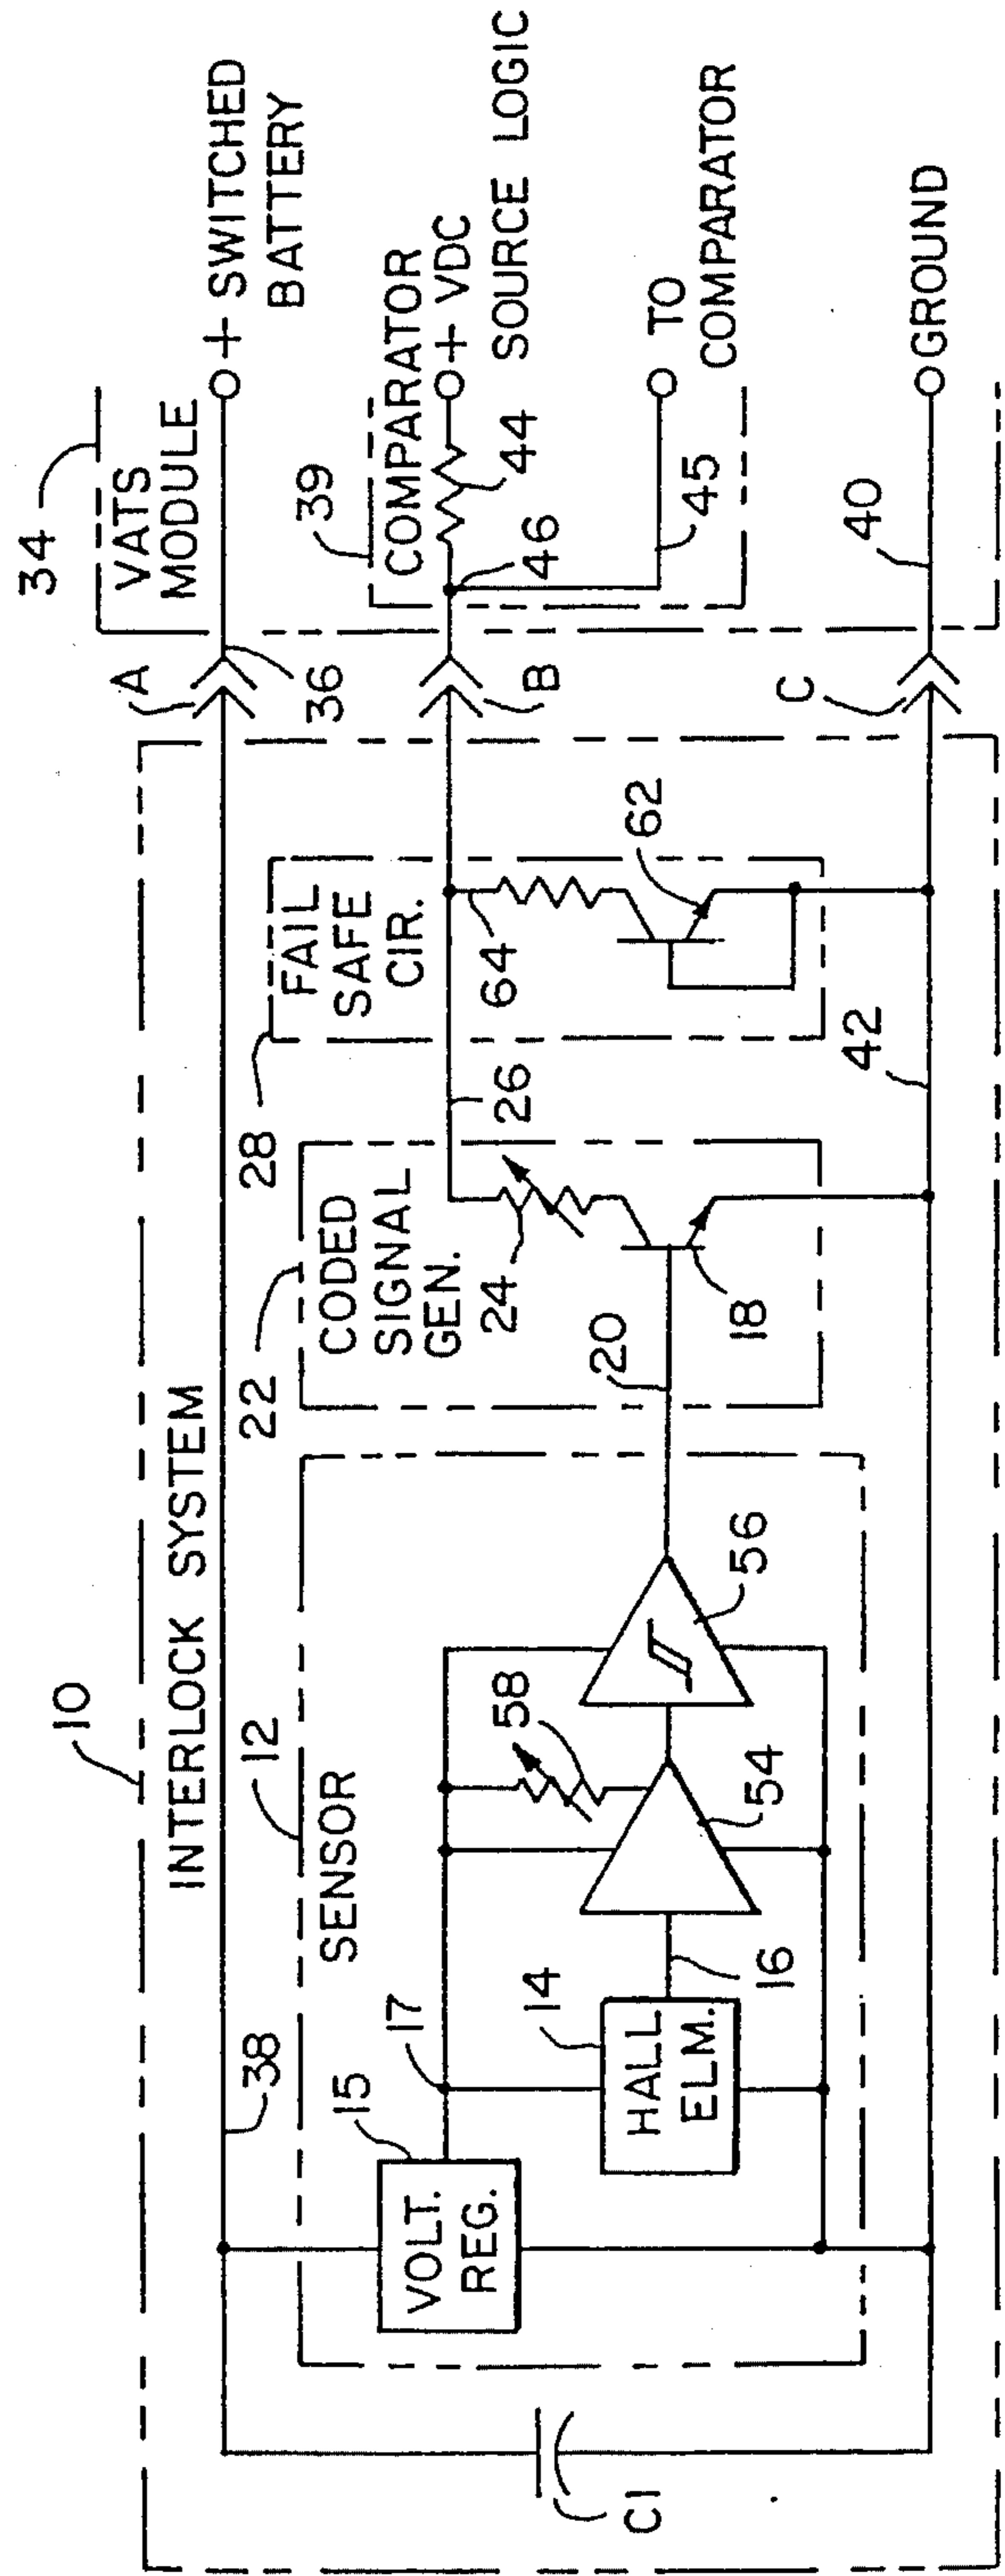 10
INTERLOCK SYSTEM
34
VATS
MODULE
A
36
+ SWITCHED
BATTERY
38
12
SENSOR
15
VOLT.
REG.
17
14
HALL
ELM.
16
58
54
56
20
22
CODED
SIGNAL
GEN.
24
18
26
28
FAIL
SAFE
CIR.
64
62
42
B
39
COMPARATOR
+ VDC
SOURCE LOGIC
44
46
45
TO
COMPARATOR
C
40
GROUND
C1